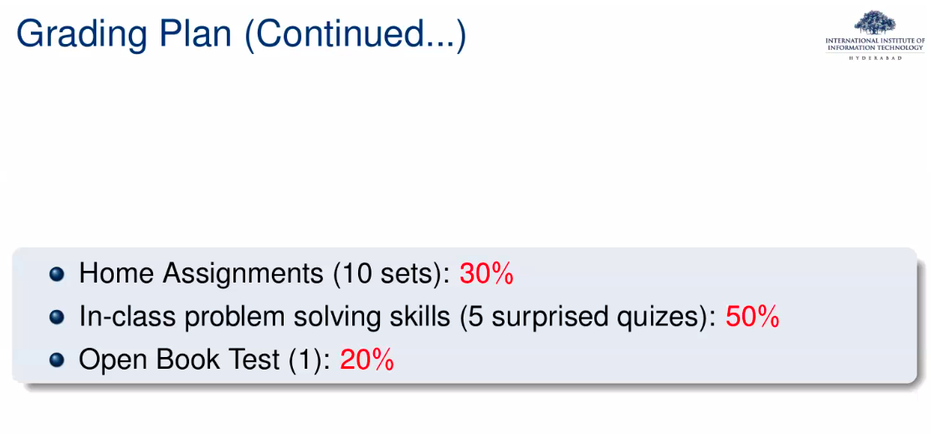 Grading Plan (Continued...)
INTERNATIONAL INSTITUTE OF
INFORMATION TECHNOLOGY
HYDERABAD
Home Assignments (10 sets): 30%
In-class problem solving skills (5 surprised quizes): 50%
Open Book Test (1): 20%